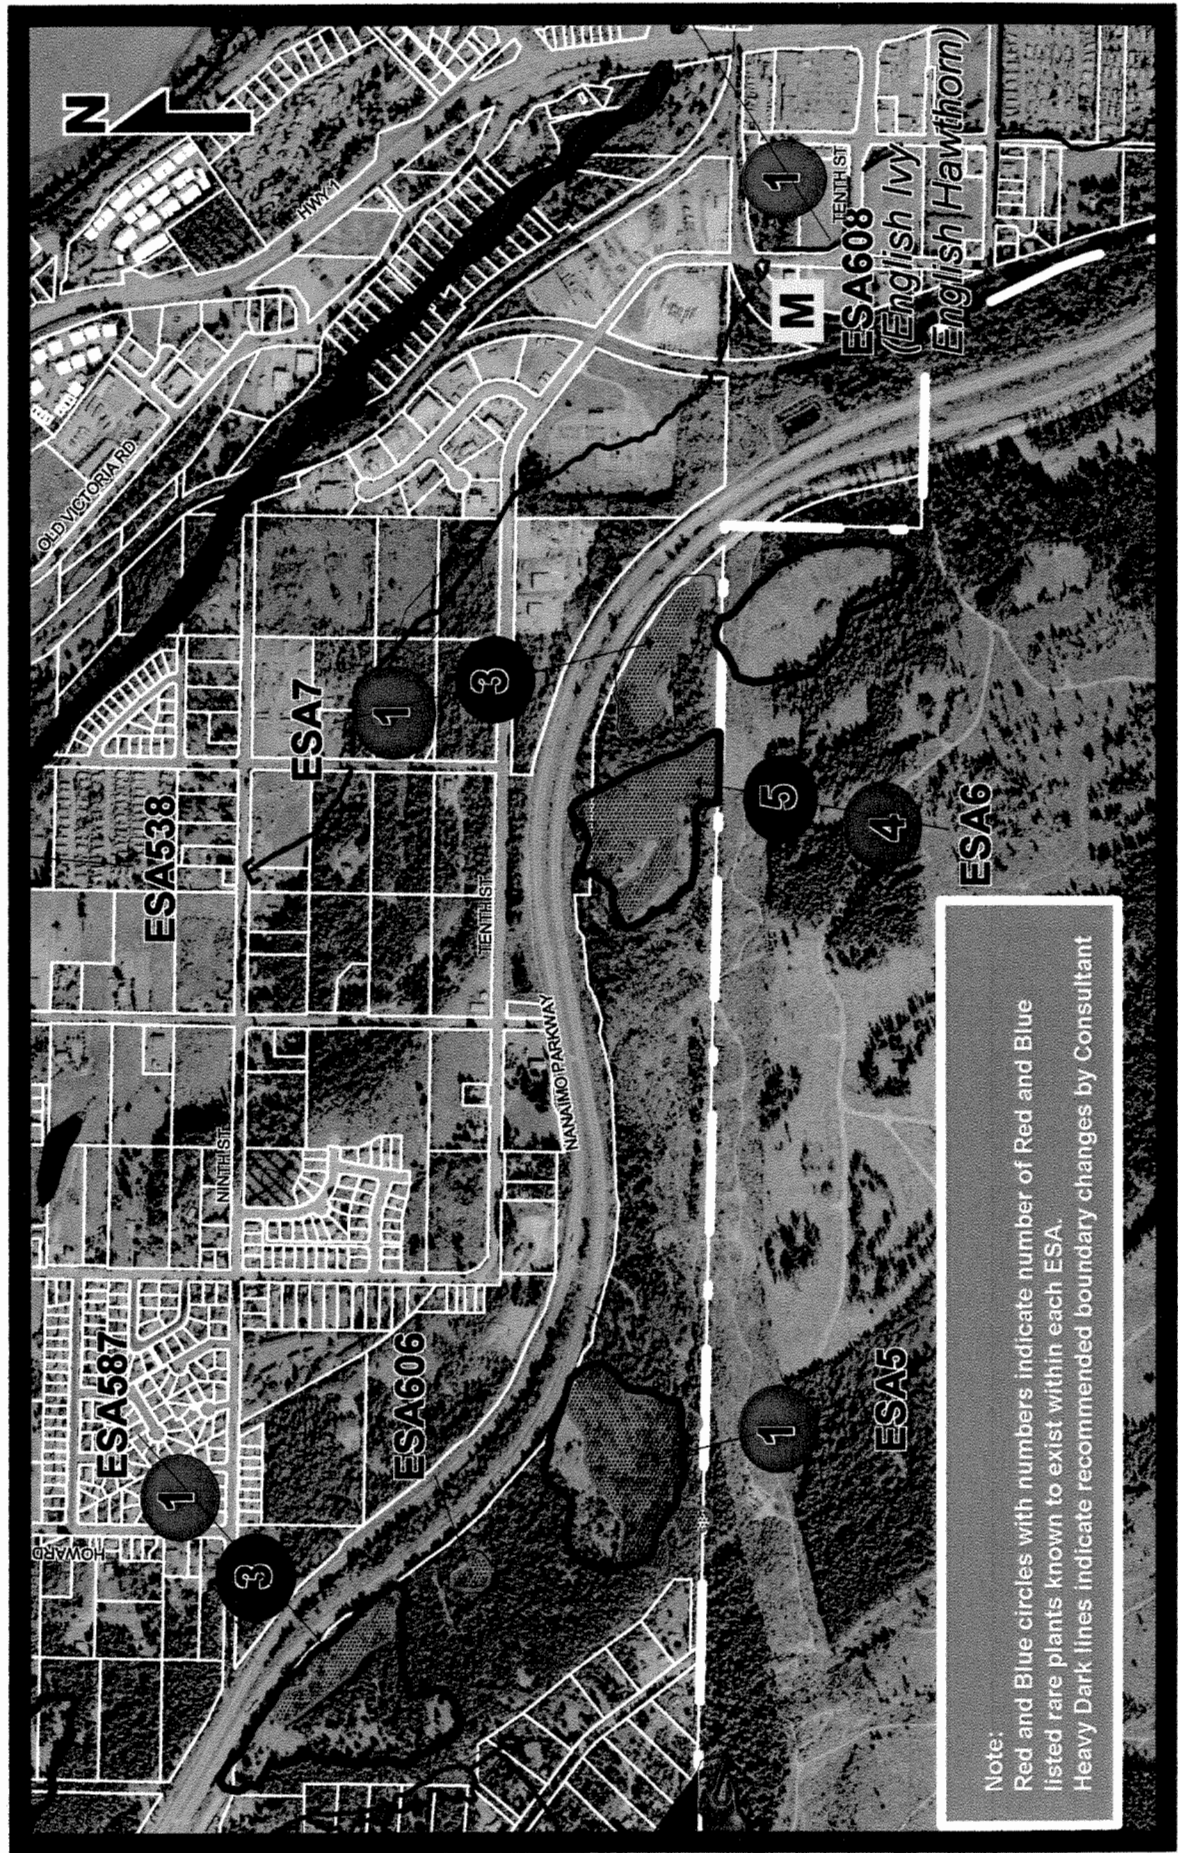 N
HWY 1
OLD VICTORIA RD
ESA538
ESA7
1
3
1
TENTH ST
M
ESA608
(English Ivy
English Hawthorn)
ESA587
1
3
HOWARD
NINTH ST
TENTH ST
ESA606
NANAIMO PARKWAY
5
4
ESA6
1
ESA5
Note:
Red and Blue circles with numbers indicate number of Red and Blue
listed rare plants known to exist within each ESA.
Heavy Dark lines indicate recommended boundary changes by Consultant